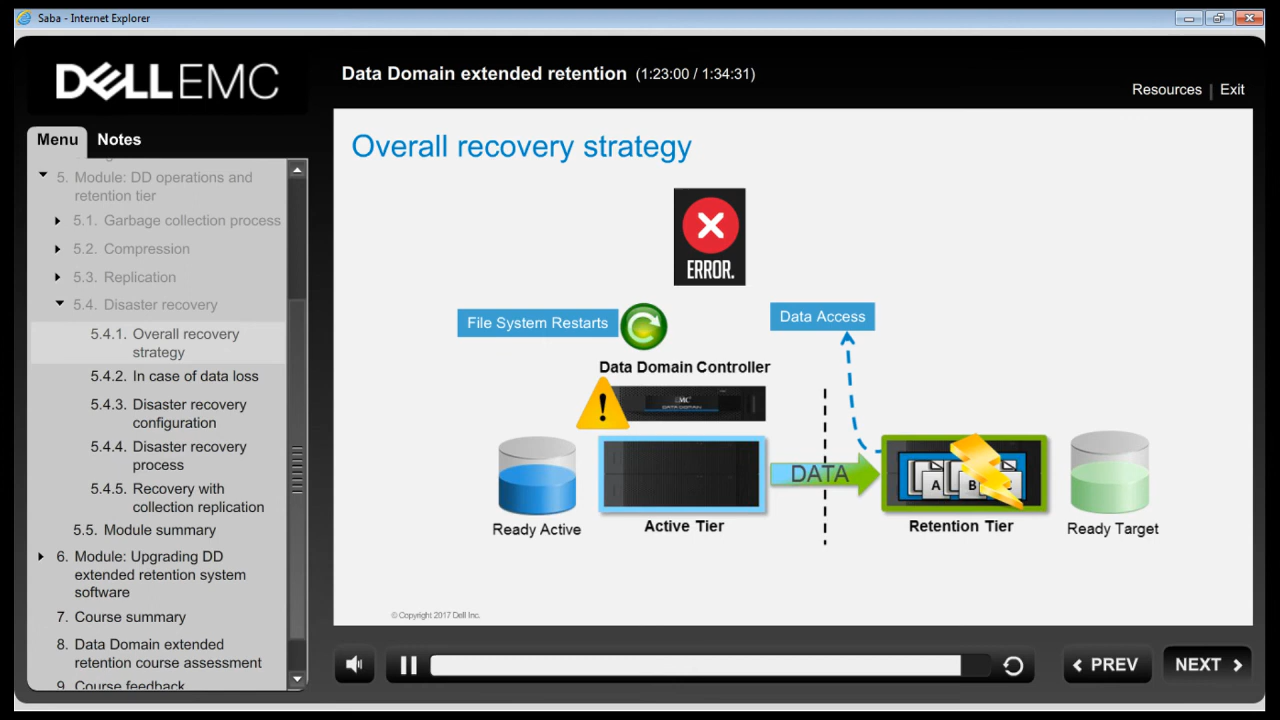 Saba - Internet Explorer
DELLEMC
Data Domain extended retention (1:23:00 / 1:34:31)
Resources | Exit
Menu
Notes
5. Module: DD operations and
retention tier
5.1. Garbage collection process
5.2. Compression
5.3. Replication
5.4. Disaster recovery
5.4.1. Overall recovery
strategy
5.4.2. In case of data loss
5.4.3. Disaster recovery
configuration
5.4.4. Disaster recovery
process
5.4.5. Recovery with
collection replication
5.5. Module summary
6. Module: Upgrading DD
extended retention system
software
7. Course summary
8. Data Domain extended
retention course assessment
9. Course feedback
Overall recovery strategy
ERROR.
File System Restarts
Data Access
Data Domain Controller
EMC²
DATA DOMAIN
DATA
A
B
C
Ready Active
Active Tier
Retention Tier
Ready Target
© Copyright 2017 Dell Inc.
PREV
NEXT